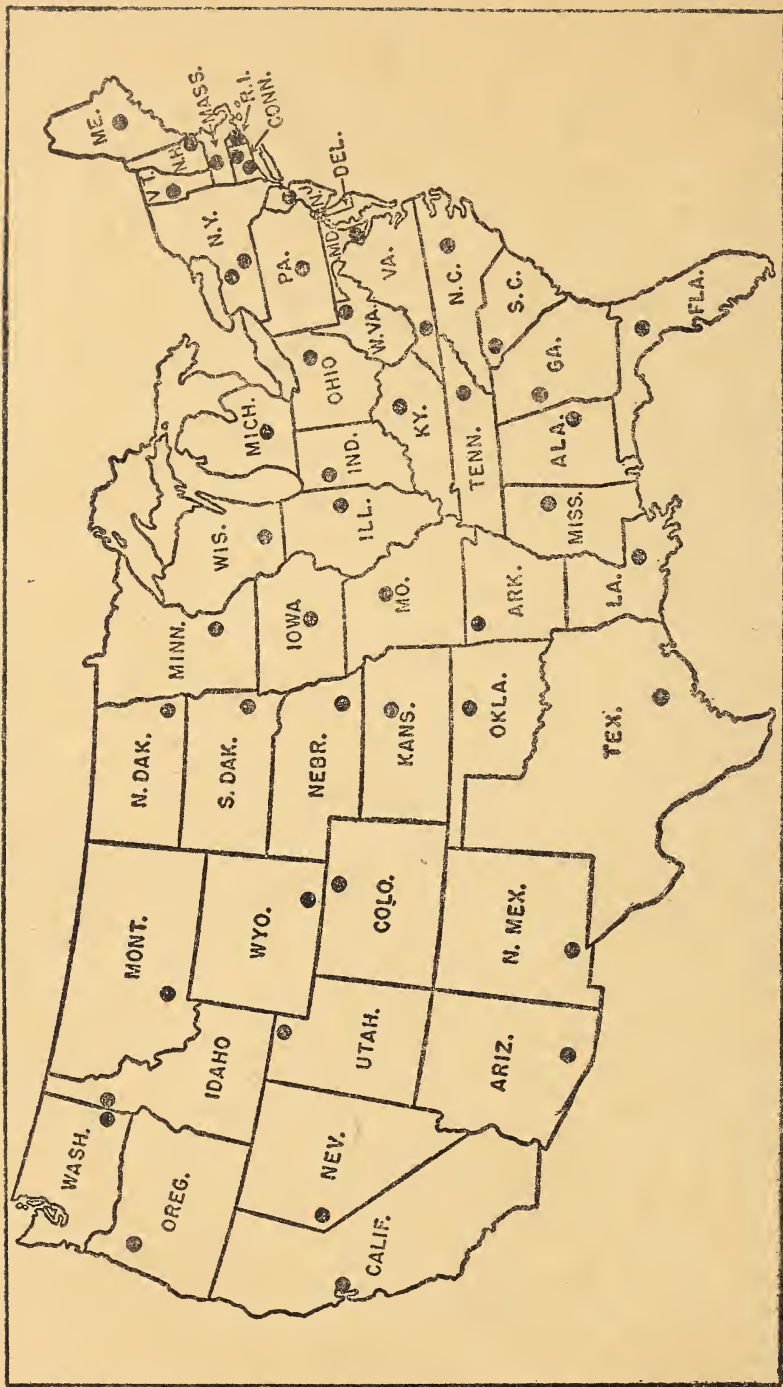 WASH.
OREG.
CALIF.
NEV.
IDAHO
MONT.
WYO.
UTAH.
COLO.
ARIZ.
N. MEX.
N. DAK.
S. DAK.
NEBR.
KANS.
OKLA.
TEX.
MINN.
IOWA
MO.
ARK.
LA.
WIS.
ILL.
MICH.
IND.
OHIO
KY.
TENN.
MISS.
ALA.
GA.
FLA.
S.C.
N.C.
VA.
W.VA.
MD.
DEL.
PA.
N.J.
N.Y.
CONN.
R.I.
MASS.
VT.
N.H.
ME.